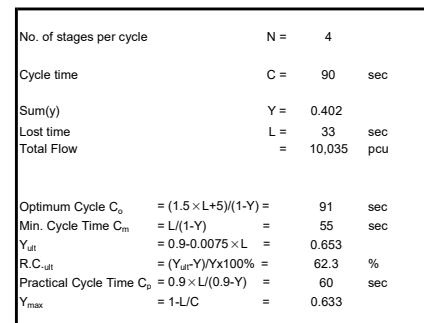 No. of stages per cycle N = 4
Cycle time C = 90 sec
Sum(y) Y = 0.402
Lost time L = 33 sec
Total Flow = 10,035 pcu
Optimum Cycle Cₒ = (1.5×L+5)/(1-Y) = 91 sec
Min. Cycle Time Cₘ = L/(1-Y) = 55 sec
Yult = 0.9-0.0075×L = 0.653
R.C.ult = (Yult-Y)/Yx100% = 62.3 %
Practical Cycle Time Cₚ = 0.9×L/(0.9-Y) = 60 sec
Ymax = 1-L/C = 0.633